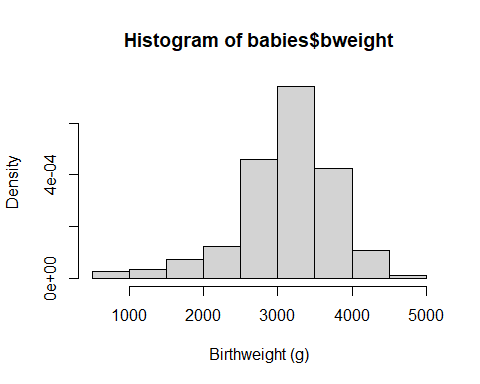 Histogram of babies$bweight
Density
4e-04
0e+00
1000 2000 3000 4000 5000
Birthweight (g)